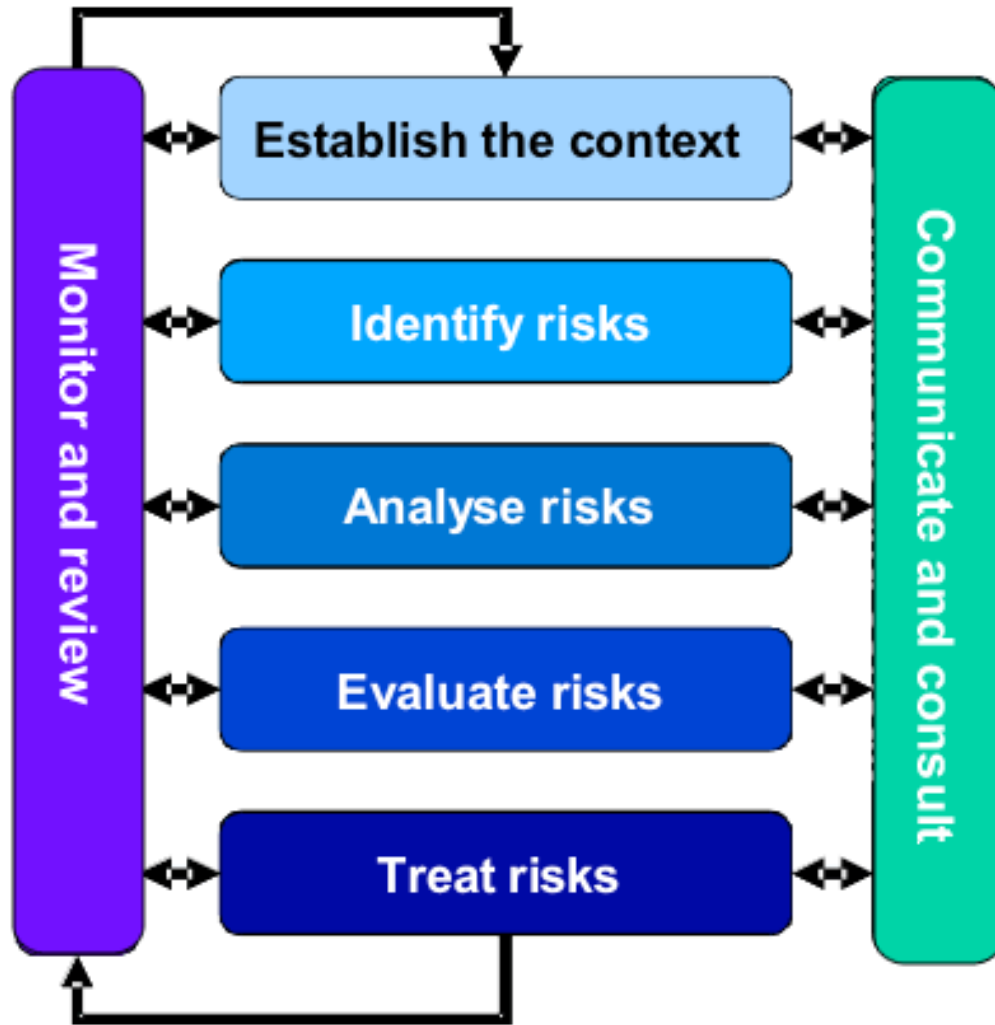 Establish the context
Identify risks
Analyse risks
Evaluate risks
Treat risks
Monitor and review
Communicate and consult